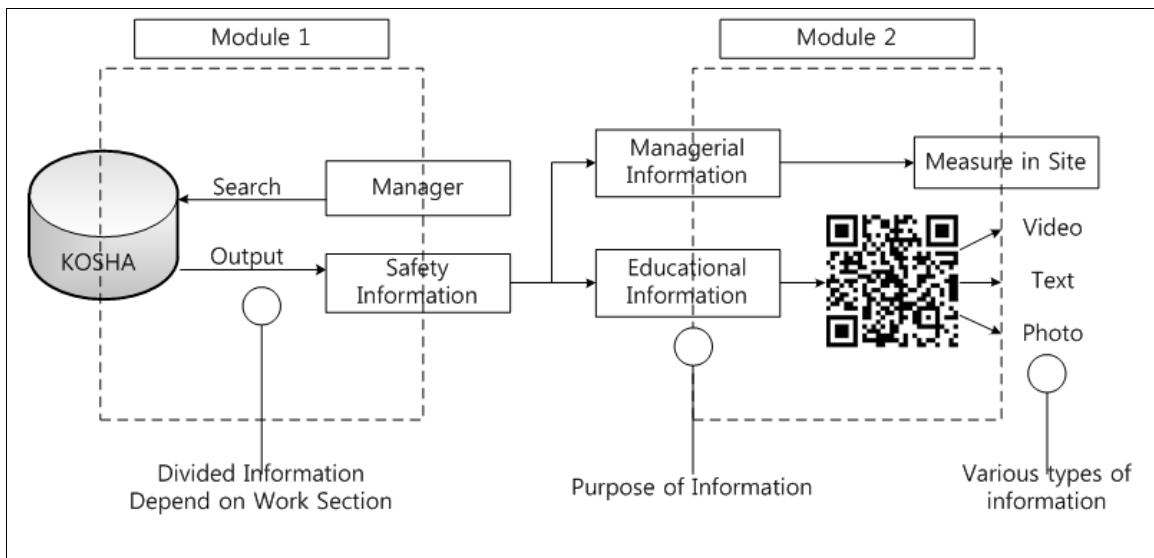 Module 1
Module 2
Search
Manager
KOSHA
Output
Safety
Information
Managerial
Information
Measure in Site
Educational
Information
Video
Text
Photo
Divided Information
Depend on Work Section
Purpose of Information
Various types of
information